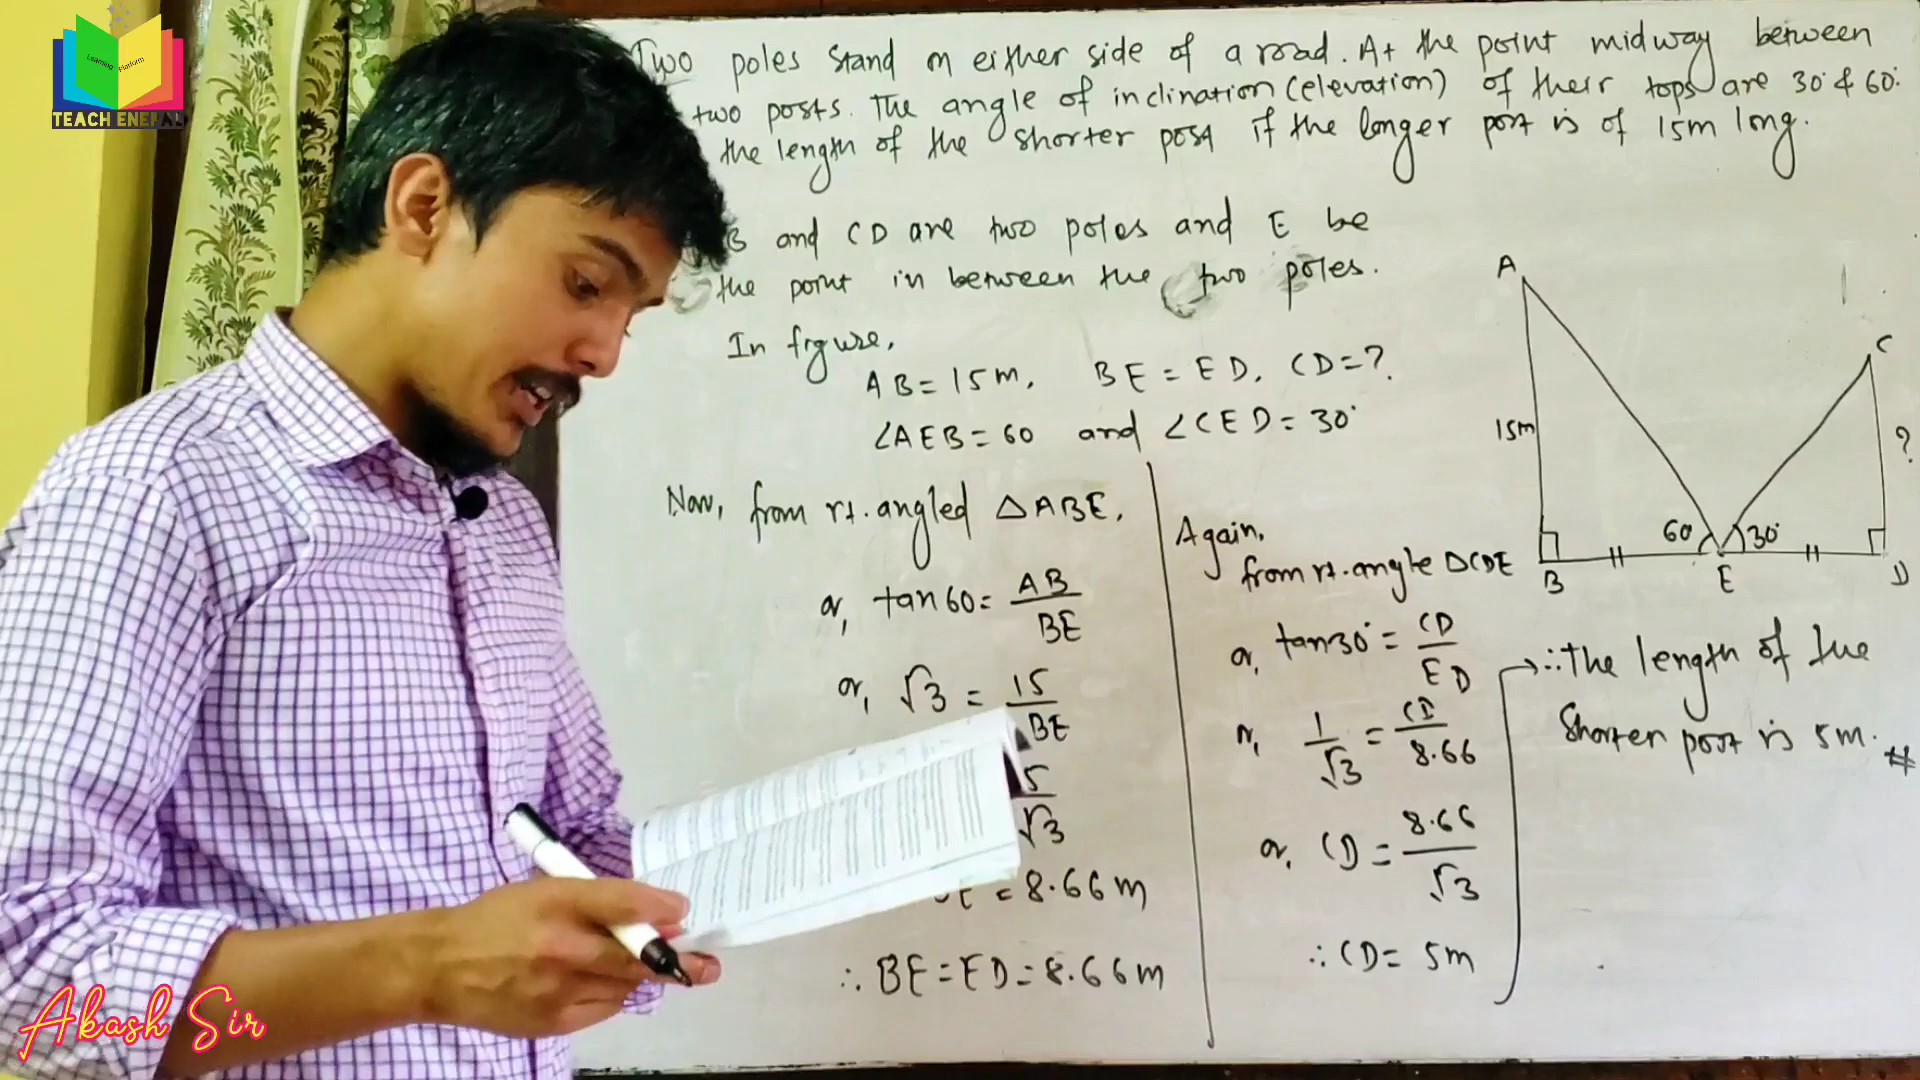 Learning Platform
TEACH ENEPAL
Two poles stand on either side of a road. At the point midway between
two posts. The angle of inclination (elevation) of their tops are 30° & 60°.
the length of the shorter post if the longer post is of 15m long.
B and CD are two poles and E be
the point in between the two poles.
In figure,
AB = 15m, BE = ED, CD = ?
∠AEB = 60 and ∠CED = 30°
Now, from rt. angled △ABE,
or, tan60 = AB/BE
or, √3 = 15/BE
5/√3
E = 8.66 m
∴ BE = ED = 8.66 m
Again,
from rt. angle △CDE
or, tan30° = CD/ED
or, 1/√3 = CD/8.66
or, CD = 8.66/√3
∴ CD = 5m
A
C
15m
?
60
30°
B
E
D
∴ The length of the
shorter post is 5m. #
Akash Sir